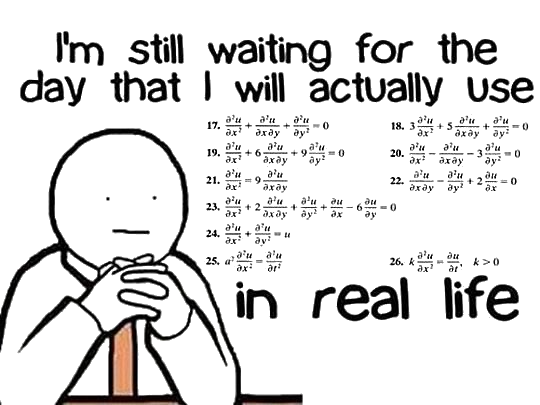 I'm still waiting for the
day that I will actually use
17. ∂²u/∂x² + ∂²u/∂x∂y + ∂²u/∂y² = 0 18. 3 ∂²u/∂x² + 5 ∂²u/∂x∂y + ∂²u/∂y² = 0
19. ∂²u/∂x² + 6 ∂²u/∂x∂y + 9 ∂²u/∂y² = 0 20. ∂²u/∂x² − ∂²u/∂x∂y − 3 ∂²u/∂y² = 0
21. ∂²u/∂x² = 9 ∂²u/∂x∂y 22. ∂²u/∂x∂y − ∂²u/∂y² + 2 ∂u/∂x = 0
23. ∂²u/∂x² + 2 ∂²u/∂x∂y + ∂²u/∂y² + ∂u/∂x − 6 ∂u/∂y = 0
24. ∂²u/∂x² + ∂²u/∂y² = u
25. a² ∂²u/∂x² = ∂²u/∂t² 26. k ∂²u/∂x² = ∂u/∂t, k > 0
in real life